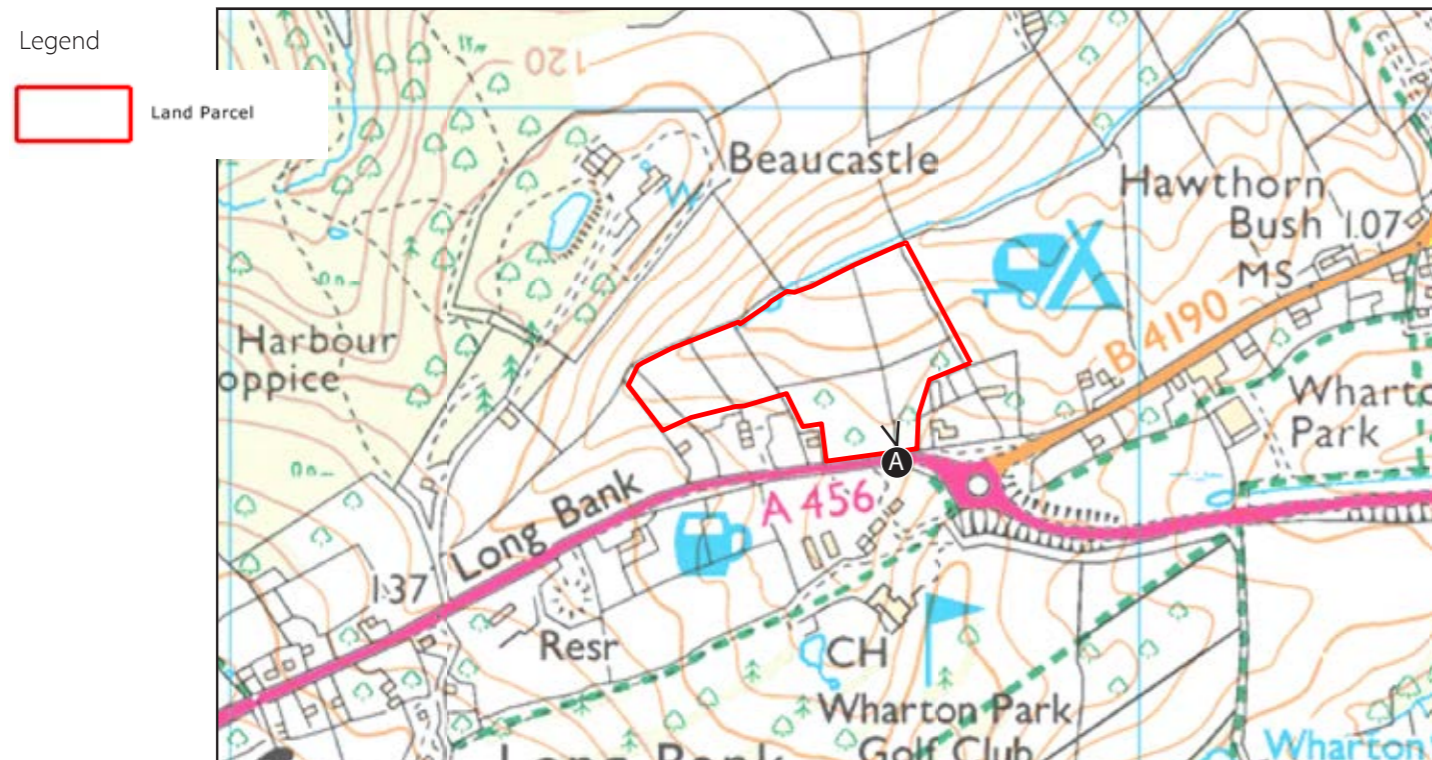 Legend
Land Parcel
120
Beaucastle
W
Hawthorn
Bush 107
MS
B 4190
Harbour
oppice
Wharto
Park
A
A 456
Long Bank
137
Resr
CH
Wharton Park
Golf Club
Long Bank
Wharton